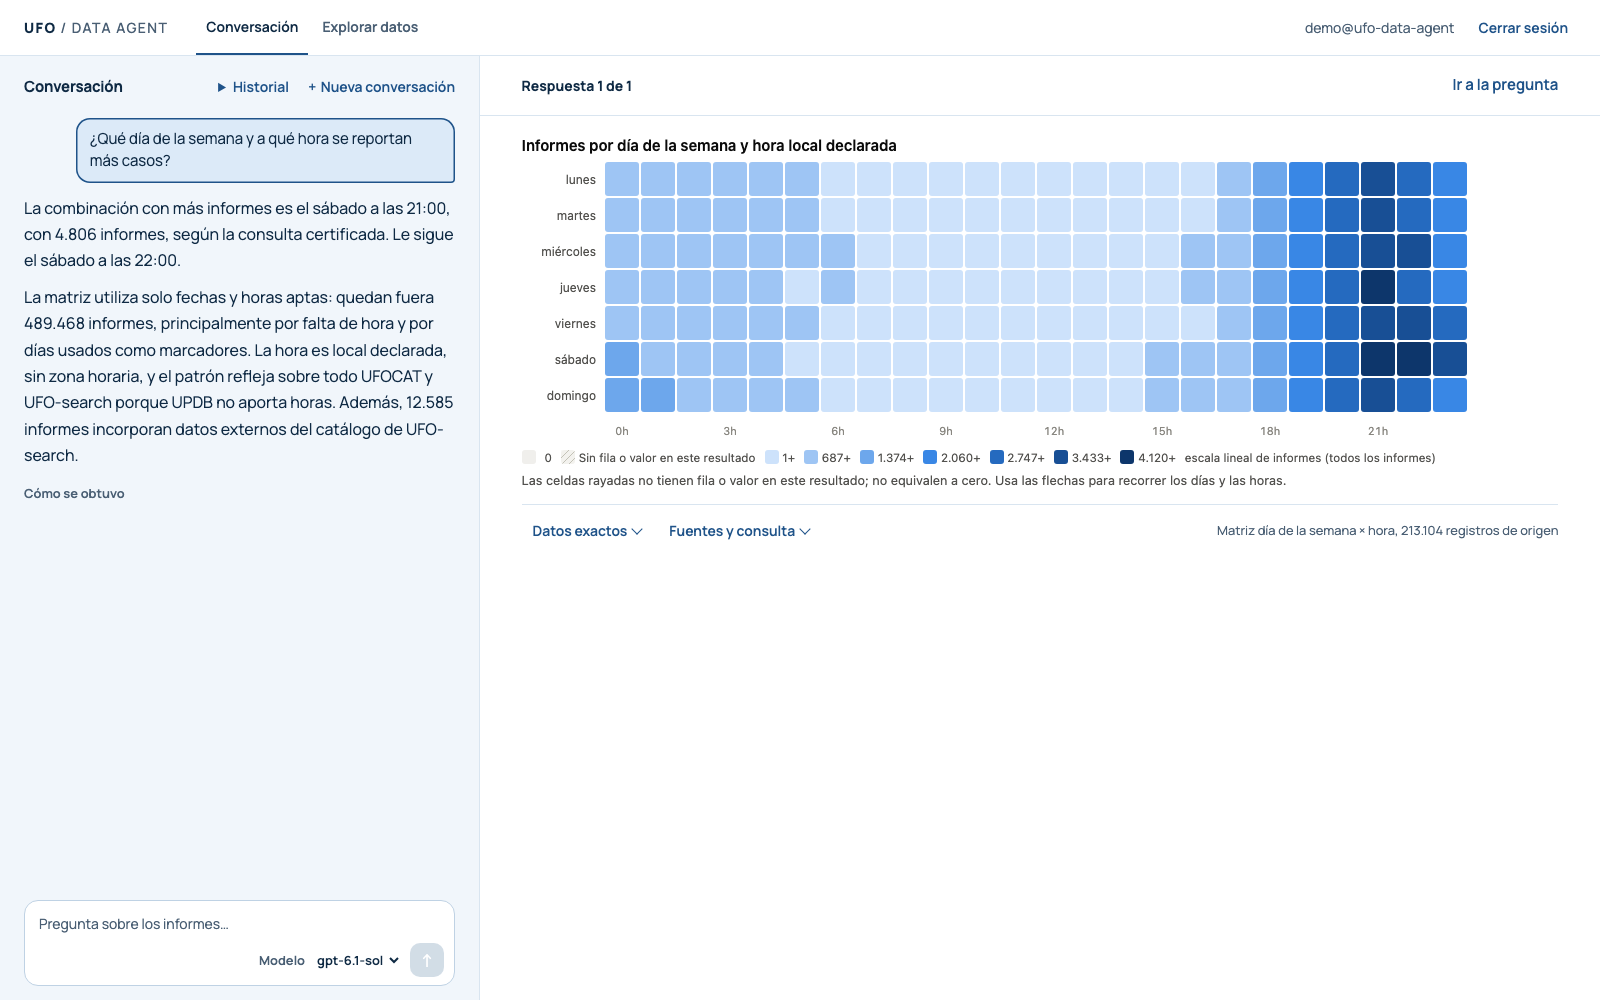 UFO / DATA AGENT
Conversación
Explorar datos
demo@ufo-data-agent
Cerrar sesión
Conversación
▶ Historial
+ Nueva conversación
¿Qué día de la semana y a qué hora se reportan
más casos?
La combinación con más informes es el sábado a las 21:00,
con 4.806 informes, según la consulta certificada. Le sigue
el sábado a las 22:00.
La matriz utiliza solo fechas y horas aptas: quedan fuera
489.468 informes, principalmente por falta de hora y por
días usados como marcadores. La hora es local declarada,
sin zona horaria, y el patrón refleja sobre todo UFOCAT y
UFO-search porque UPDB no aporta horas. Además, 12.585
informes incorporan datos externos del catálogo de UFO-
search.
Cómo se obtuvo
Pregunta sobre los informes...
Modelo gpt-6.1-sol
Respuesta 1 de 1
Ir a la pregunta
Informes por día de la semana y hora local declarada
lunes
martes
miércoles
jueves
viernes
sábado
domingo
0h 3h 6h 9h 12h 15h 18h 21h
0 Sin fila o valor en este resultado 1+ 687+ 1.374+ 2.060+ 2.747+ 3.433+ 4.120+ escala lineal de informes (todos los informes)
Las celdas rayadas no tienen fila o valor en este resultado; no equivalen a cero. Usa las flechas para recorrer los días y las horas.
Datos exactos
Fuentes y consulta
Matriz día de la semana × hora, 213.104 registros de origen